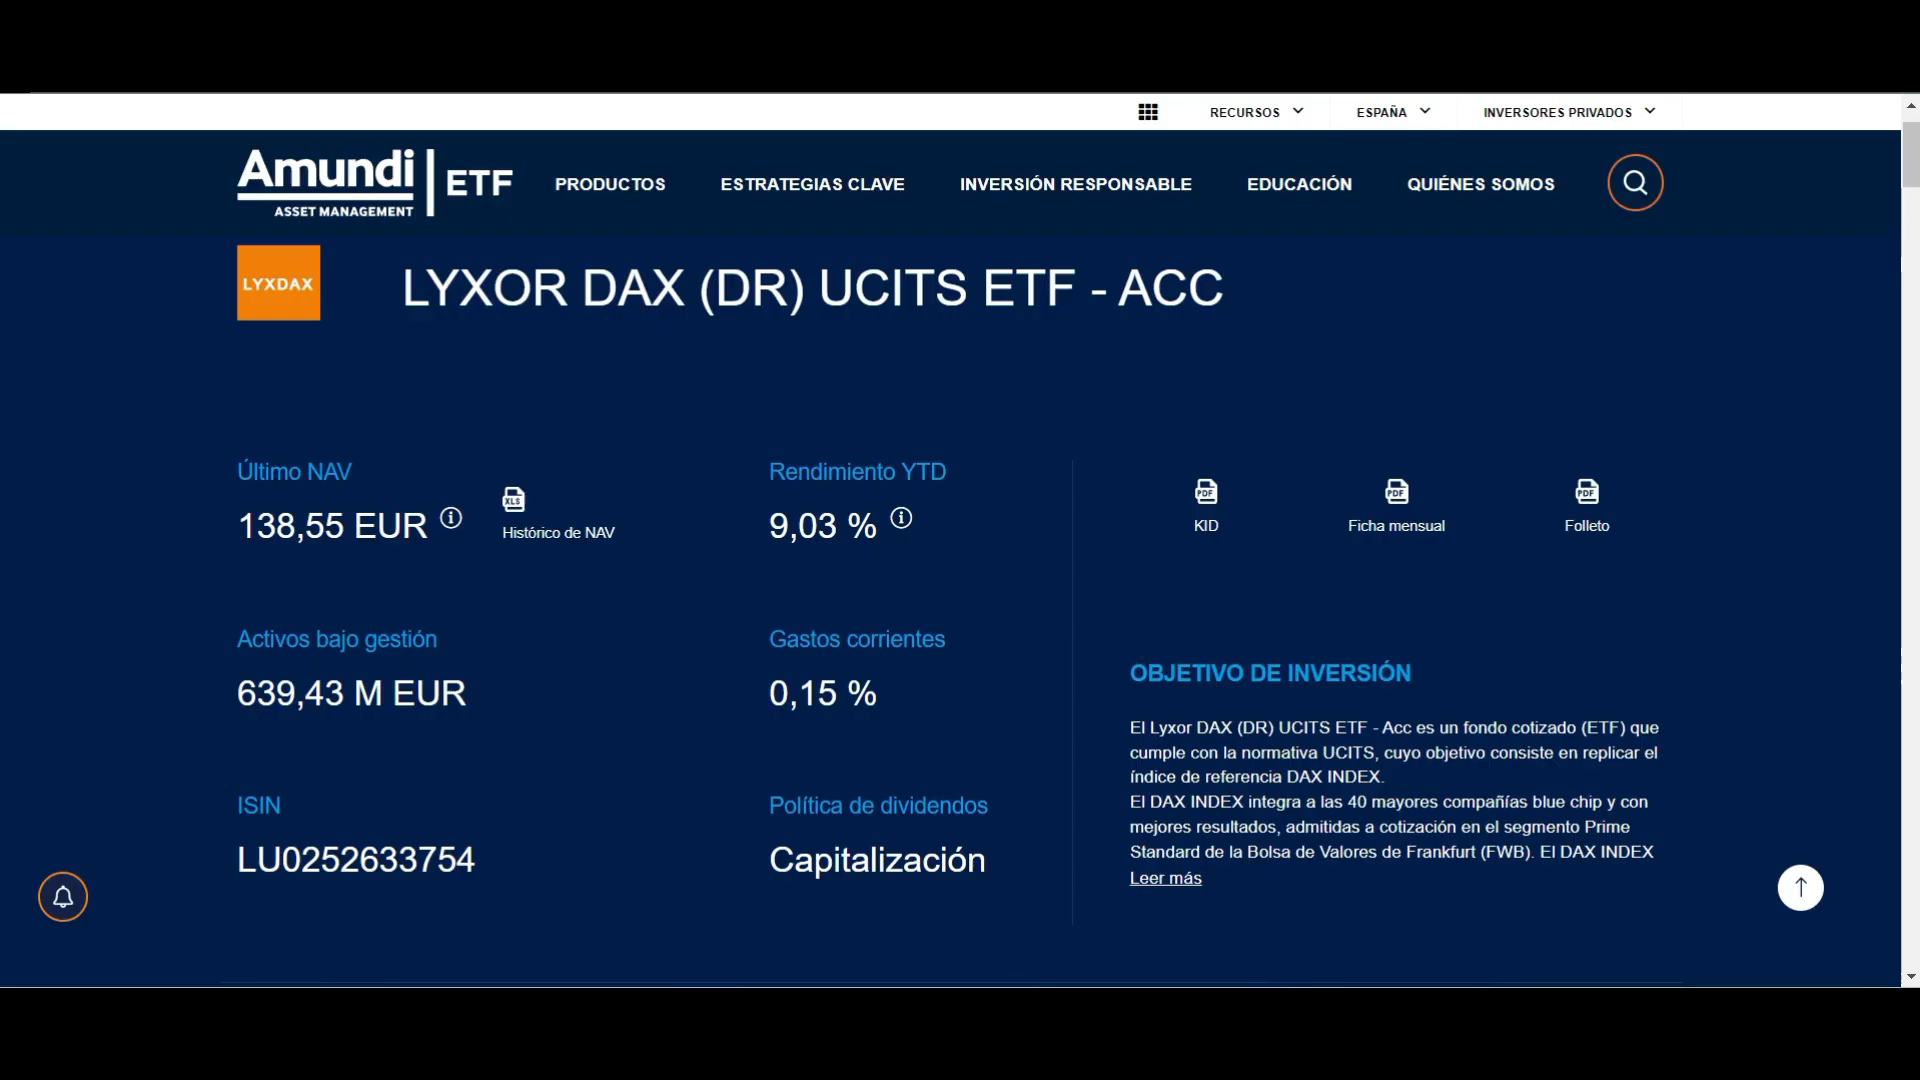 RECURSOS
ESPAÑA
INVERSORES PRIVADOS
Amundi
ASSET MANAGEMENT
ETF
PRODUCTOS
ESTRATEGIAS CLAVE
INVERSIÓN RESPONSABLE
EDUCACIÓN
QUIÉNES SOMOS
LYXDAX
LYXOR DAX (DR) UCITS ETF - ACC
Último NAV
138,55 EUR
XLS
Histórico de NAV
Rendimiento YTD
9,03 %
PDF
KID
PDF
Ficha mensual
PDF
Folleto
Activos bajo gestión
639,43 M EUR
Gastos corrientes
0,15 %
ISIN
LU0252633754
Política de dividendos
Capitalización
OBJETIVO DE INVERSIÓN
El Lyxor DAX (DR) UCITS ETF - Acc es un fondo cotizado (ETF) que
cumple con la normativa UCITS, cuyo objetivo consiste en replicar el
índice de referencia DAX INDEX.
El DAX INDEX integra a las 40 mayores compañías blue chip y con
mejores resultados, admitidas a cotización en el segmento Prime
Standard de la Bolsa de Valores de Frankfurt (FWB). El DAX INDEX
Leer más